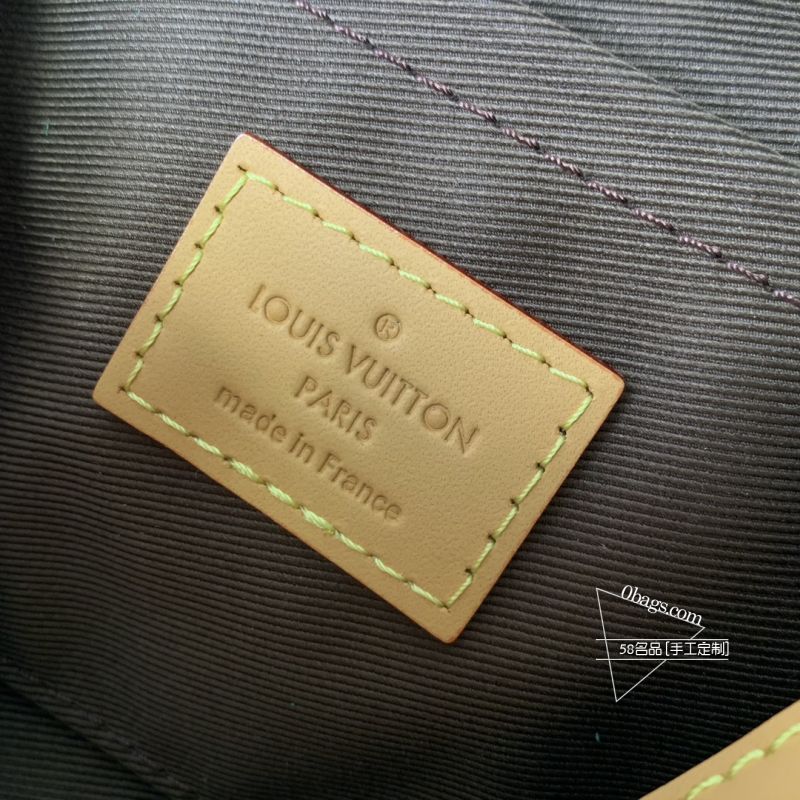 ®
LOUIS VUITTON
PARIS
made in France
0bags.com
58名品 [手工定制]